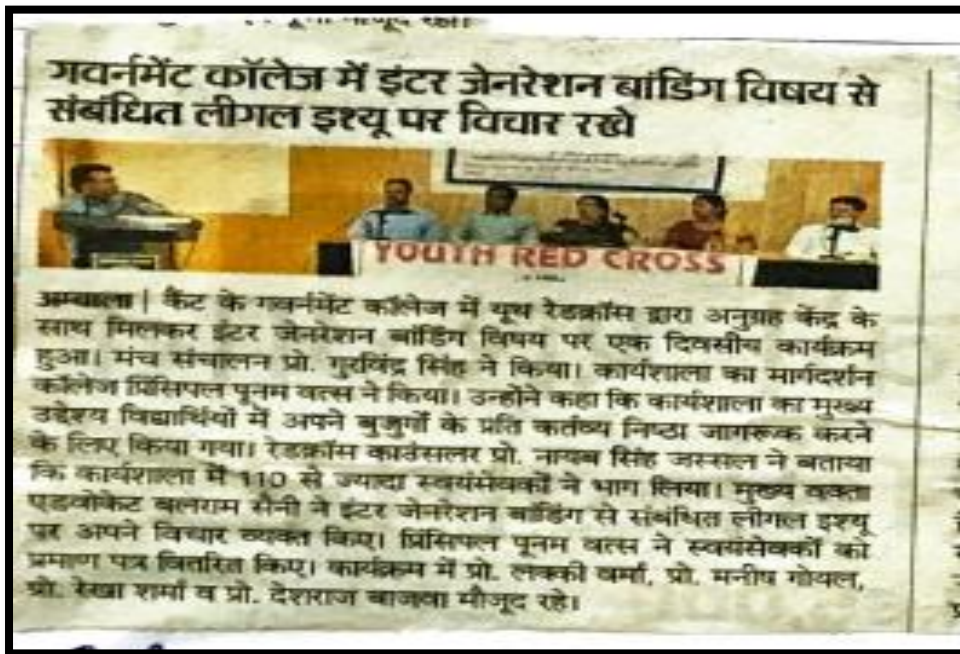 मौजूद रहा।
गवर्नमेंट कॉलेज में इंटर जेनरेशन बांडिंग विषय से
संबंधित लीगल इश्यू पर विचार रखे
YOUTH RED CROSS
अम्बाला | कैंट के गवर्नमेंट कॉलेज में यूथ रेडक्रॉस द्वारा अनुग्रह केंद्र के
साथ मिलकर इंटर जेनरेशन बांडिंग विषय पर एक दिवसीय कार्यक्रम
हुआ। मंच संचालन प्रो. गुरविंद्र सिंह ने किया। कार्यशाला का मार्गदर्शन
कॉलेज प्रिंसिपल पूनम वत्स ने किया। उन्होंने कहा कि कार्यशाला का मुख्य
उद्देश्य विद्यार्थियों में अपने बुजुर्गों के प्रति कर्तव्य निष्ठा जागरूक करने
के लिए किया गया। रेडक्रॉस काउंसलर प्रो. नायब सिंह जस्सल ने बताया
कि कार्यशाला में 110 से ज्यादा स्वयंसेवकों ने भाग लिया। मुख्य वक्ता
एडवोकेट बलराम सैनी ने इंटर जेनरेशन बांडिंग से संबंधित लीगल इश्यू
पर अपने विचार व्यक्त किए। प्रिंसिपल पूनम वत्स ने स्वयंसेवकों को
प्रमाण पत्र वितरित किए। कार्यक्रम में प्रो. लक्की वर्मा, प्रो. मनीष गोयल,
प्रो. रेखा शर्मा व प्रो. देशराज बाजवा मौजूद रहे।